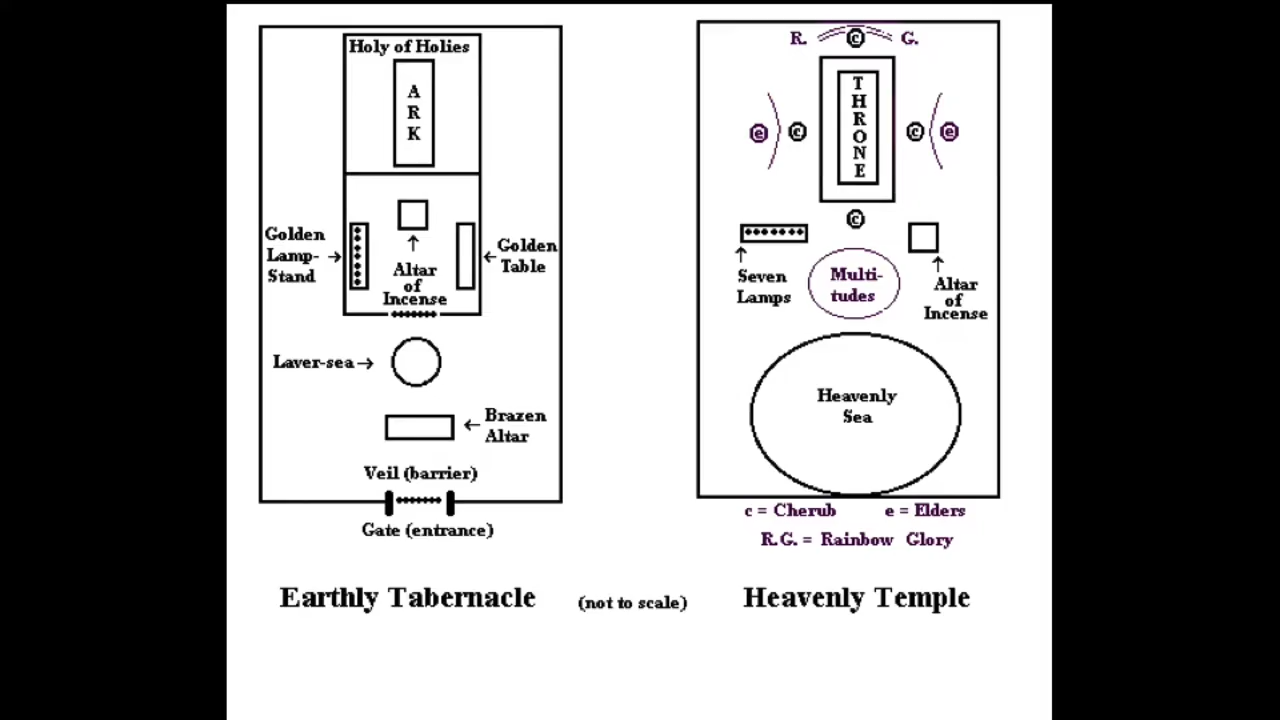 Holy of Holies
A
R
K
Golden
Lamp-
Stand
Altar
of
Incense
Golden
Table
Laver-sea
Brazen
Altar
Veil (barrier)
Gate (entrance)
Earthly Tabernacle
(not to scale)
R.
c
G.
T
H
R
O
N
E
e
c
c
e
c
Seven
Lamps
Multi-
tudes
Altar
of
Incense
Heavenly
Sea
c = Cherub e = Elders
R.G. = Rainbow Glory
Heavenly Temple